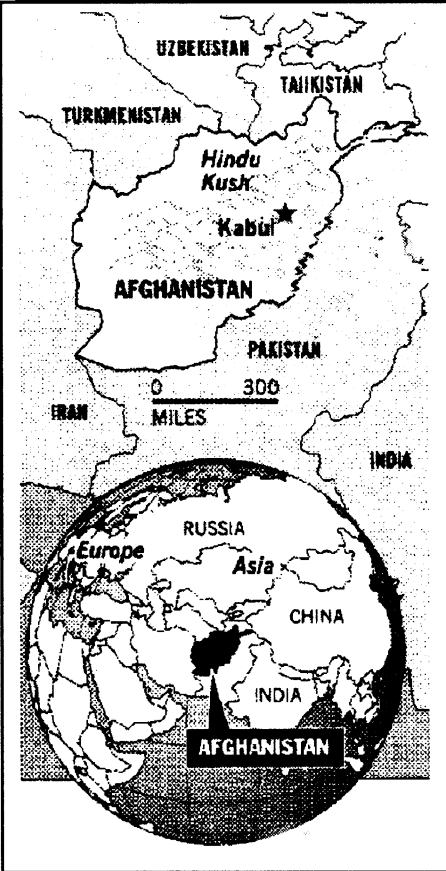 UZBEKISTAN
TAJIKISTAN
TURKMENISTAN
Hindu
Kush
Kabul
AFGHANISTAN
PAKISTAN
0 300
MILES
IRAN
INDIA
RUSSIA
Europe
Asia
CHINA
INDIA
AFGHANISTAN